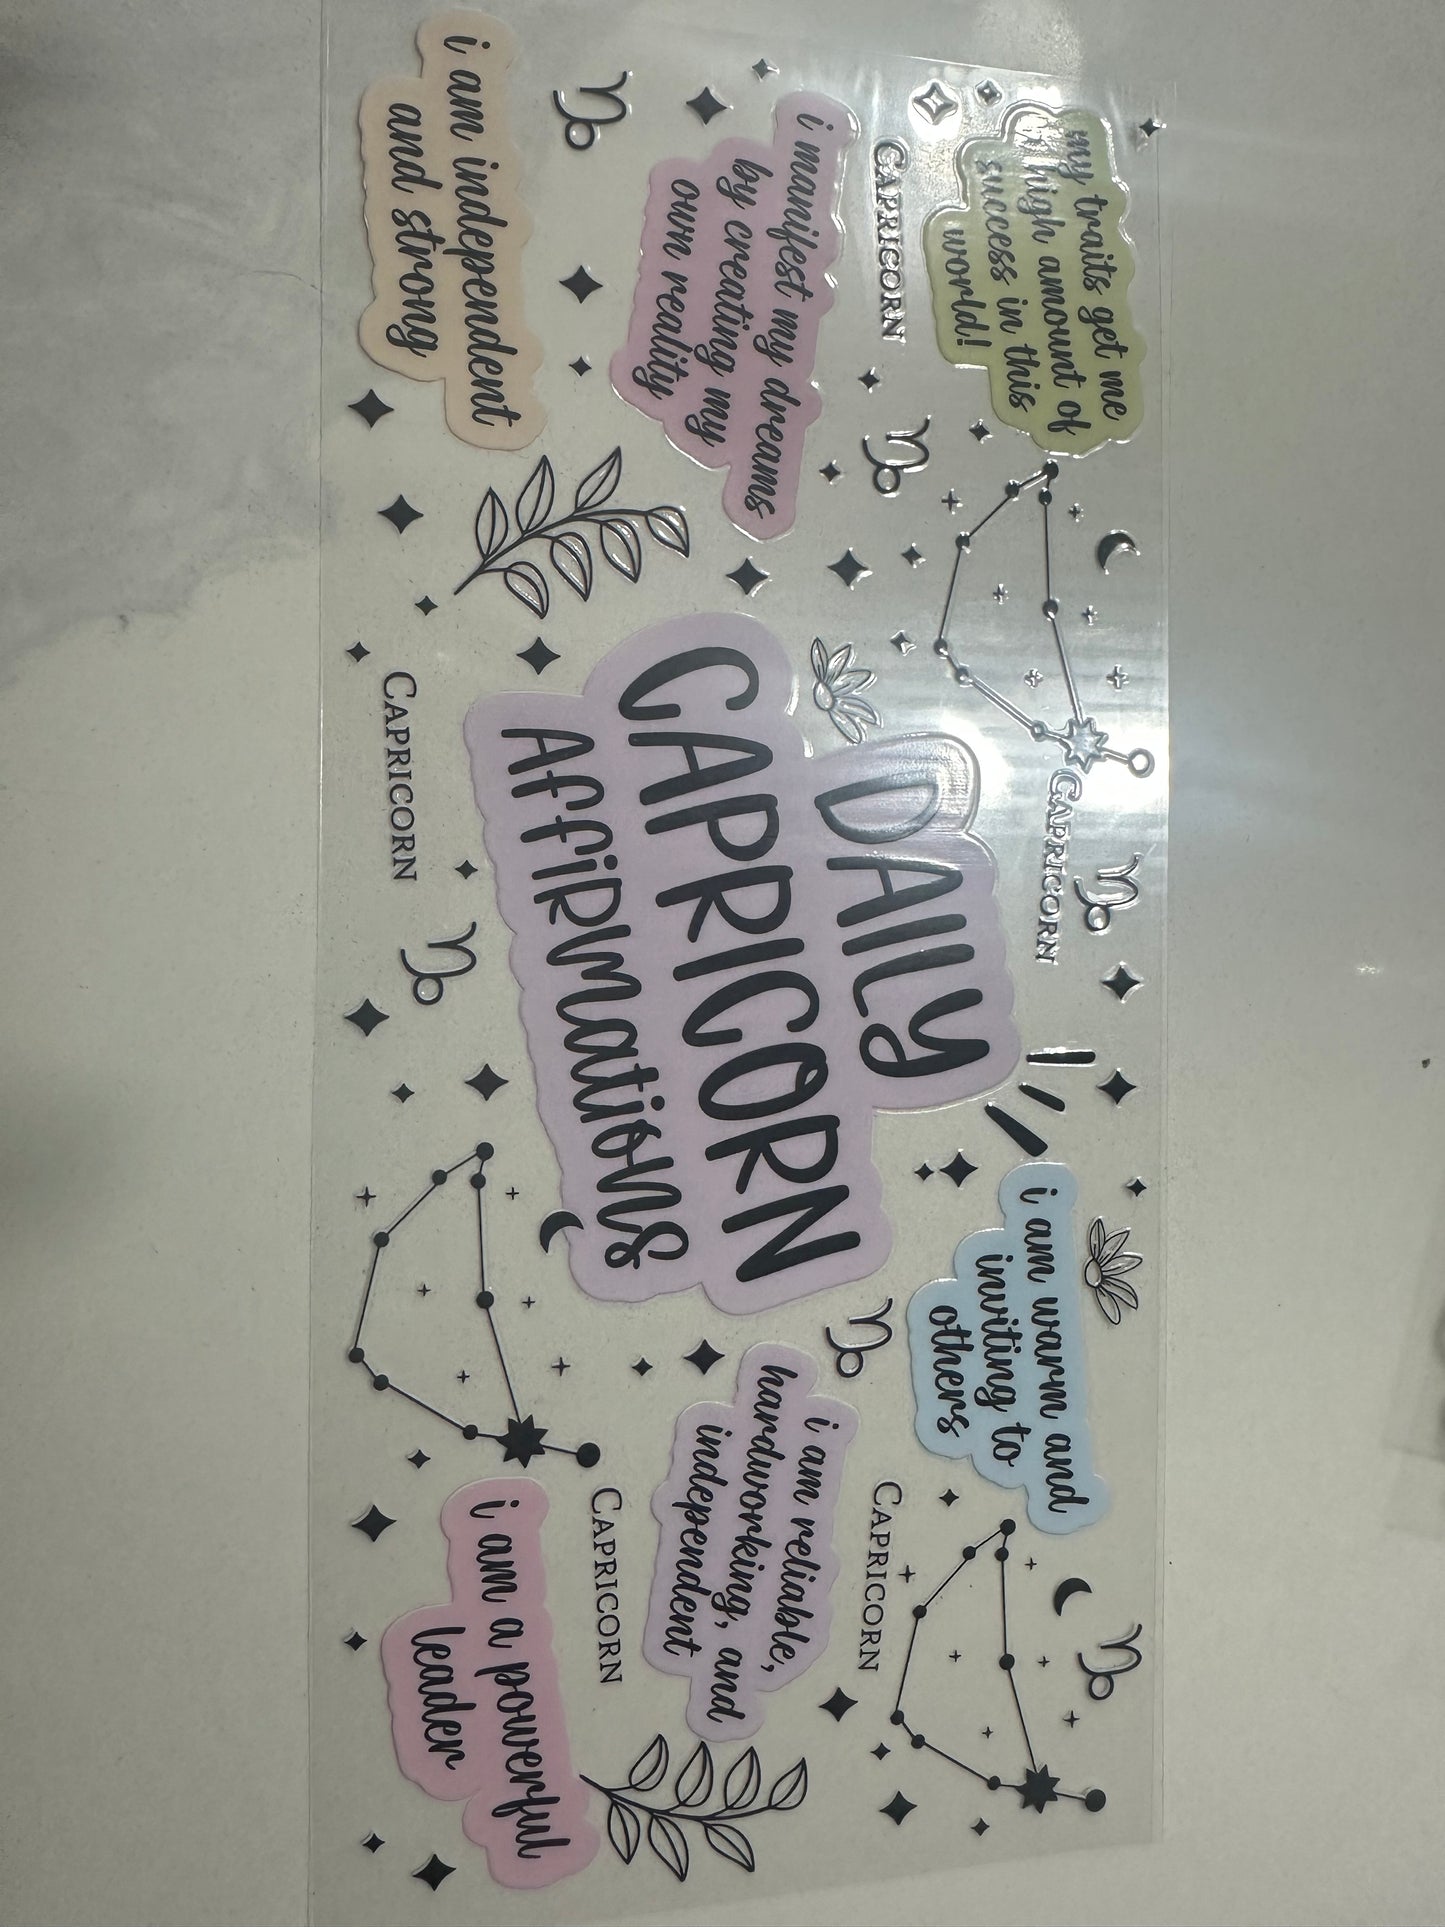 my traits get me
a high amount of
success in this
world!
CAPRICORN
i am warm and
inviting to
others
CAPRICORN
i manifest my dreams
by creating my
own reality
DAILY
CAPRICORN
AFFIRMATIONS
CAPRICORN
i am reliable,
hardworking, and
independent
CAPRICORN
i am independent
and strong
CAPRICORN
i am a powerful
leader